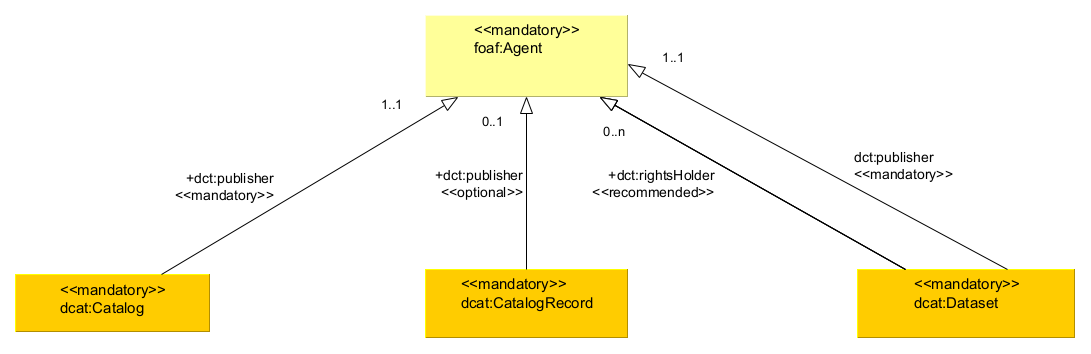 <<mandatory>>
foaf:Agent
1..1
1..1
0..1
0..n
+dct:publisher
<<mandatory>>
+dct:publisher
<<optional>>
+dct:rightsHolder
<<recommended>>
dct:publisher
<<mandatory>>
<<mandatory>>
dcat:Catalog
<<mandatory>>
dcat:CatalogRecord
<<mandatory>>
dcat:Dataset